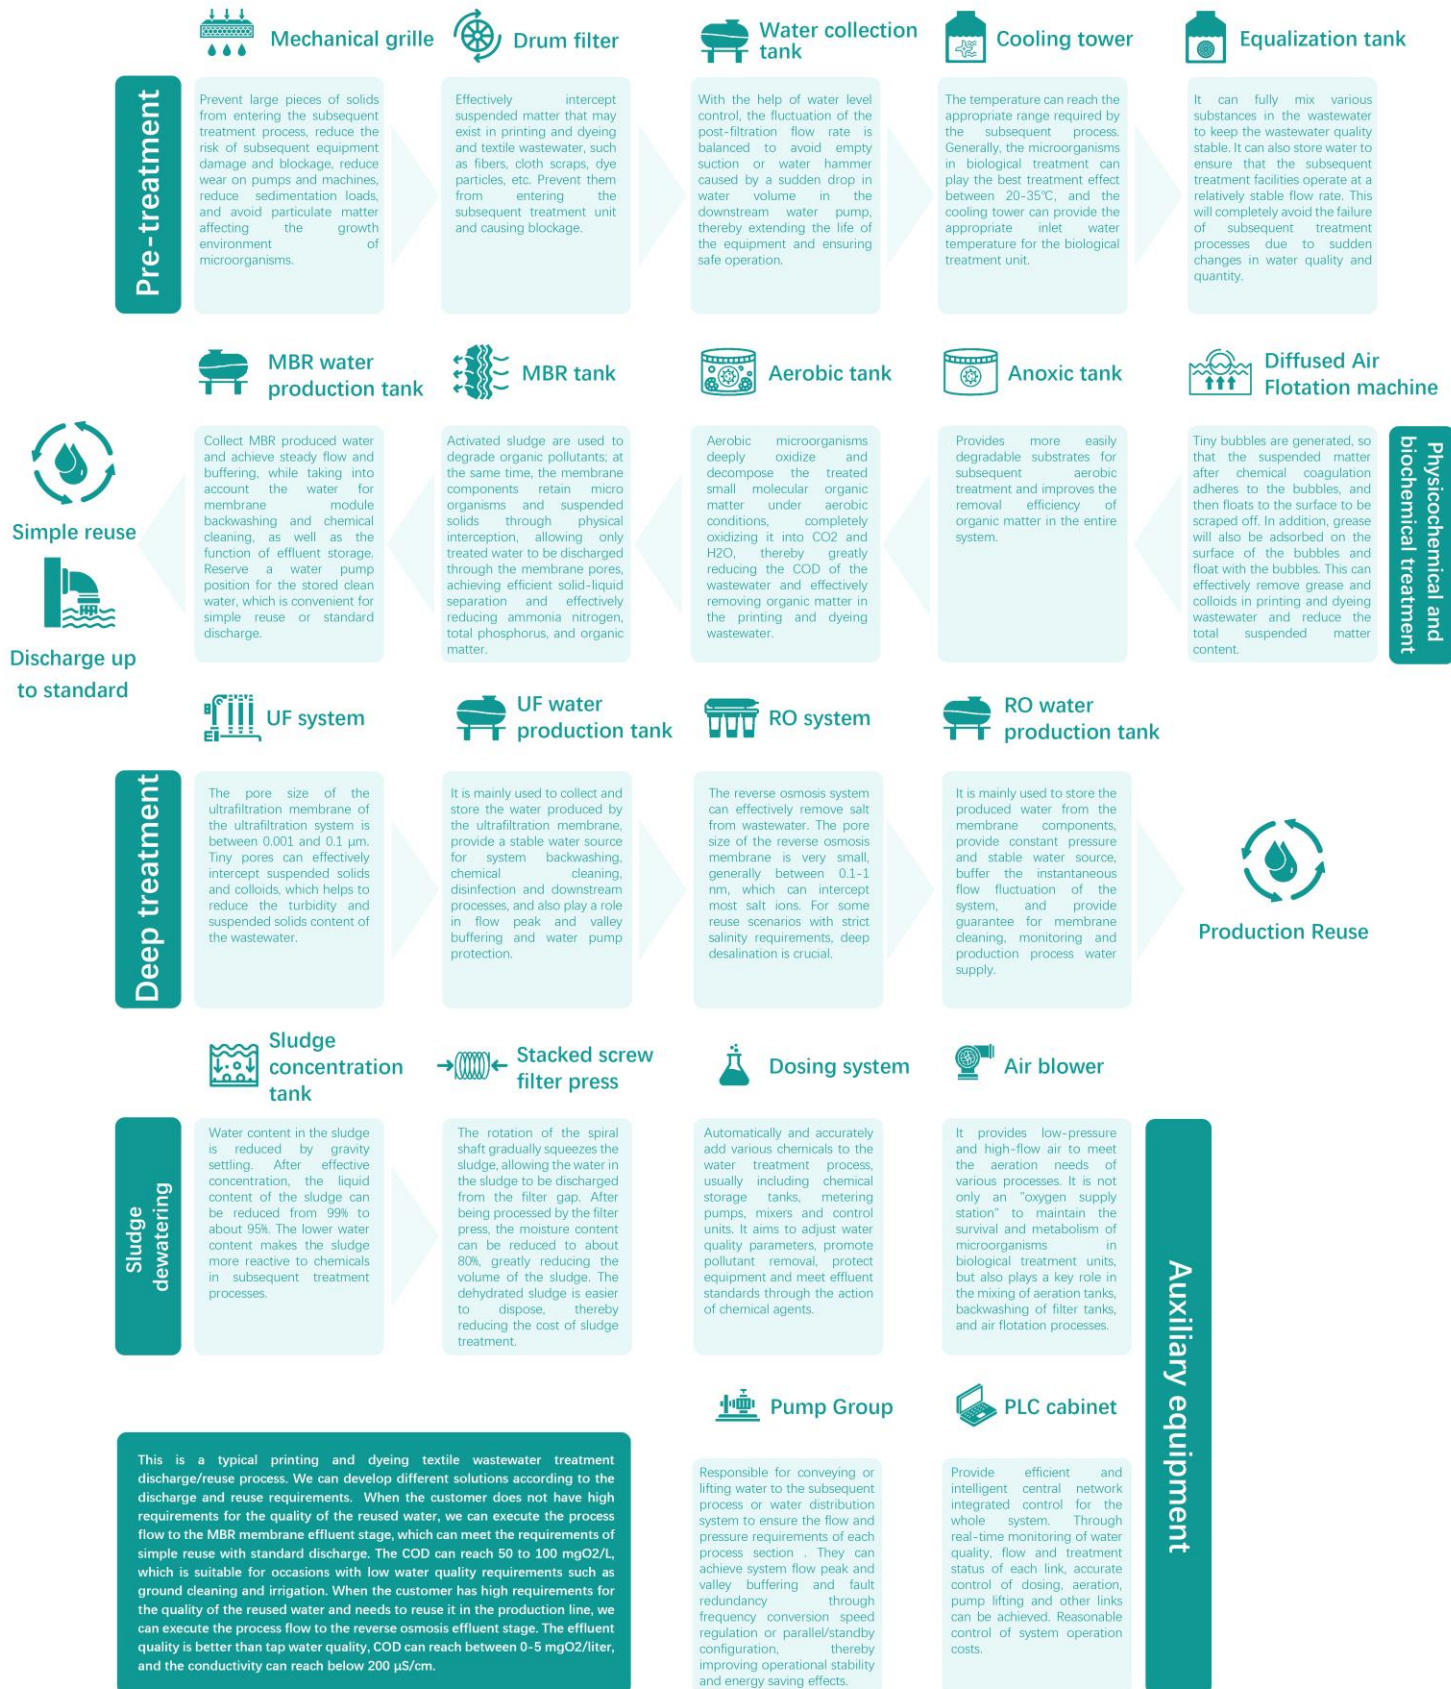 Pre-treatment
Mechanical grille
Prevent large pieces of solids
from entering the subsequent
treatment process, reduce the
risk of subsequent equipment
damage and blockage, reduce
wear on pumps and machines,
reduce sedimentation loads,
and avoid particulate matter
affecting the growth
environment of
microorganisms.
Drum filter
Effectively intercept
suspended matter that may
exist in printing and dyeing
and textile wastewater, such
as fibers, cloth scraps, dye
particles, etc. Prevent them
from entering the
subsequent treatment unit
and causing blockage.
Water collection
tank
With the help of water level
control, the fluctuation of the
post-filtration flow rate is
balanced to avoid empty
suction or water hammer
caused by a sudden drop in
water volume in the
downstream water pump,
thereby extending the life of
the equipment and ensuring
safe operation.
Cooling tower
The temperature can reach the
appropriate range required by
the subsequent process.
Generally, the microorganisms
in biological treatment can
play the best treatment effect
between 20-35℃, and the
cooling tower can provide the
appropriate inlet water
temperature for the biological
treatment unit.
Equalization tank
It can fully mix various
substances in the wastewater
to keep the wastewater quality
stable. It can also store water to
ensure that the subsequent
treatment facilities operate at a
relatively stable flow rate. This
will completely avoid the failure
of subsequent treatment
processes due to sudden
changes in water quality and
quantity.
Physicochemical and
biochemical treatment
Diffused Air
Flotation machine
Tiny bubbles are generated, so
that the suspended matter
after chemical coagulation
adheres to the bubbles, and
then floats to the surface to be
scraped off. In addition, grease
will also be adsorbed on the
surface of the bubbles and
float with the bubbles. This can
effectively remove grease and
colloids in printing and dyeing
wastewater and reduce the
total suspended matter
content.
Anoxic tank
Provides more easily
degradable substrates for
subsequent aerobic
treatment and improves the
removal efficiency of
organic matter in the entire
system.
Aerobic tank
Aerobic microorganisms
deeply oxidize and
decompose the treated
small molecular organic
matter under aerobic
conditions, completely
oxidizing it into CO2 and
H2O, thereby greatly
reducing the COD of the
wastewater and effectively
removing organic matter in
the printing and dyeing
wastewater.
MBR tank
Activated sludge are used to
degrade organic pollutants; at
the same time, the membrane
components retain micro
organisms and suspended
solids through physical
interception, allowing only
treated water to be discharged
through the membrane pores,
achieving efficient solid-liquid
separation and effectively
reducing ammonia nitrogen,
total phosphorus, and organic
matter.
MBR water
production tank
Collect MBR produced water
and achieve steady flow and
buffering, while taking into
account the water for
membrane module
backwashing and chemical
cleaning, as well as the
function of effluent storage.
Reserve a water pump
position for the stored clean
water, which is convenient for
simple reuse or standard
discharge.
Simple reuse
Discharge up
to standard
Deep treatment
UF system
The pore size of the
ultrafiltration membrane of
the ultrafiltration system is
between 0.001 and 0.1 μm.
Tiny pores can effectively
intercept suspended solids
and colloids, which helps to
reduce the turbidity and
suspended solids content of
the wastewater.
UF water
production tank
It is mainly used to collect and
store the water produced by
the ultrafiltration membrane,
provide a stable water source
for system backwashing,
chemical cleaning,
disinfection and downstream
processes, and also play a role
in flow peak and valley
buffering and water pump
protection.
RO system
The reverse osmosis system
can effectively remove salt
from wastewater. The pore
size of the reverse osmosis
membrane is very small,
generally between 0.1-1
nm, which can intercept
most salt ions. For some
reuse scenarios with strict
salinity requirements, deep
desalination is crucial.
RO water
production tank
It is mainly used to store the
produced water from the
membrane components,
provide constant pressure
and stable water source,
buffer the instantaneous
flow fluctuation of the
system, and provide
guarantee for membrane
cleaning, monitoring and
production process water
supply.
Production Reuse
Sludge
dewatering
Sludge
concentration
tank
Water content in the sludge
is reduced by gravity
settling. After effective
concentration, the liquid
content of the sludge can
be reduced from 99% to
about 95%. The lower water
content makes the sludge
more reactive to chemicals
in subsequent treatment
processes.
Stacked screw
filter press
The rotation of the spiral
shaft gradually squeezes the
sludge, allowing the water in
the sludge to be discharged
from the filter gap. After
being processed by the filter
press, the moisture content
can be reduced to about
80%, greatly reducing the
volume of the sludge. The
dehydrated sludge is easier
to dispose, thereby
reducing the cost of sludge
treatment.
Dosing system
Automatically and accurately
add various chemicals to the
water treatment process,
usually including chemical
storage tanks, metering
pumps, mixers and control
units. It aims to adjust water
quality parameters, promote
pollutant removal, protect
equipment and meet effluent
standards through the action
of chemical agents.
Air blower
It provides low-pressure
and high-flow air to meet
the aeration needs of
various processes. It is not
only an "oxygen supply
station" to maintain the
survival and metabolism of
microorganisms in
biological treatment units,
but also plays a key role in
the mixing of aeration tanks,
backwashing of filter tanks,
and air flotation processes.
Auxiliary equipment
Pump Group
Responsible for conveying or
lifting water to the subsequent
process or water distribution
system to ensure the flow and
pressure requirements of each
process section . They can
achieve system flow peak and
valley buffering and fault
redundancy through
frequency conversion speed
regulation or parallel/standby
configuration, thereby
improving operational stability
and energy saving effects.
PLC cabinet
Provide efficient and
intelligent central network
integrated control for the
whole system. Through
real-time monitoring of water
quality, flow and treatment
status of each link, accurate
control of dosing, aeration,
pump lifting and other links
can be achieved. Reasonable
control of system operation
costs.
This is a typical printing and dyeing textile wastewater treatment
discharge/reuse process. We can develop different solutions according to the
discharge and reuse requirements. When the customer does not have high
requirements for the quality of the reused water, we can execute the process
flow to the MBR membrane effluent stage, which can meet the requirements of
simple reuse with standard discharge. The COD can reach 50 to 100 mgO2/L,
which is suitable for occasions with low water quality requirements such as
ground cleaning and irrigation. When the customer has high requirements for
the quality of the reused water and needs to reuse it in the production line, we
can execute the process flow to the reverse osmosis effluent stage. The effluent
quality is better than tap water quality, COD can reach between 0-5 mgO2/liter,
and the conductivity can reach below 200 μS/cm.